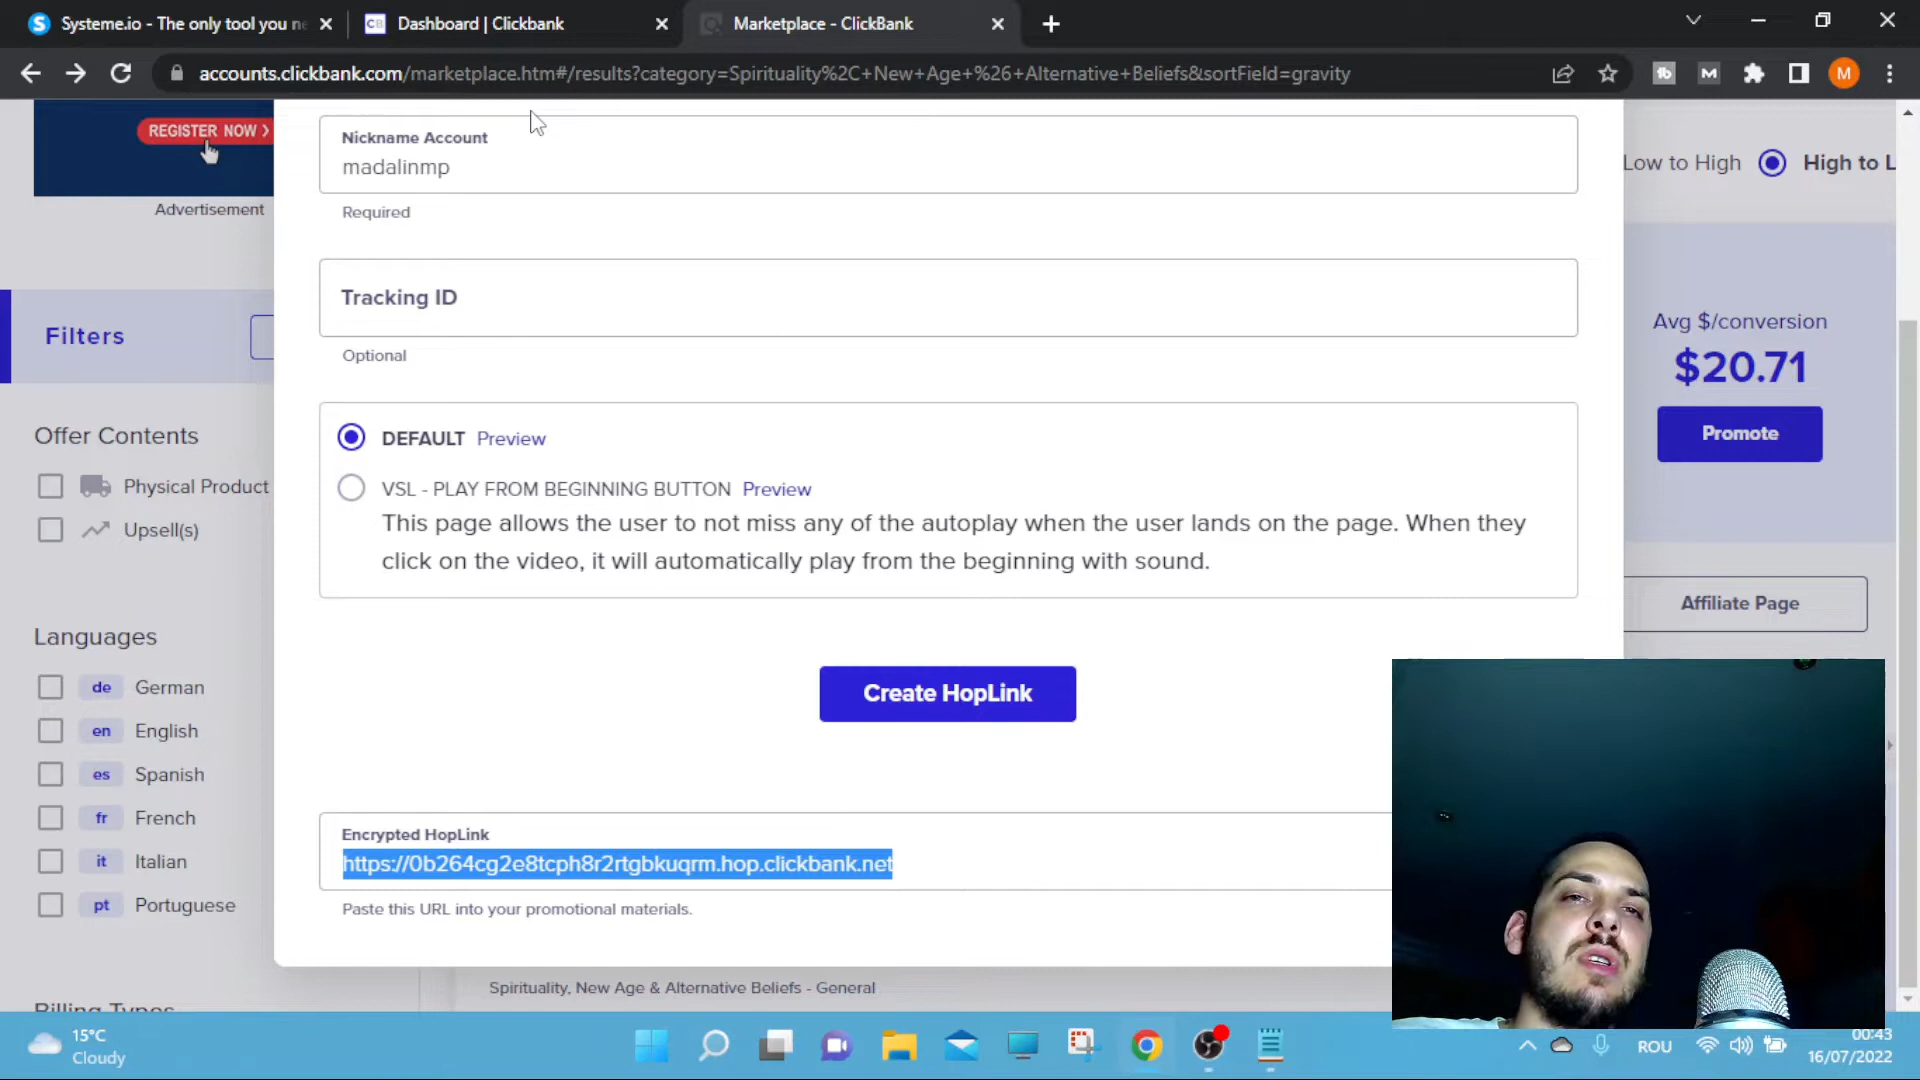 Systeme.io - The only tool you ne
Dashboard | Clickbank
Marketplace - ClickBank
accounts.clickbank.com/marketplace.htm#/results?category=Spirituality%2C+New+Age+%26+Alternative+Beliefs&sortField=gravity
M
REGISTER NOW >
Advertisement
Nickname Account
madalinmp
Required
Low to High
High to L
Tracking ID
Optional
Filters
Avg $/conversion
$20.71
Promote
Offer Contents
Physical Product
Upsell(s)
DEFAULT Preview
VSL - PLAY FROM BEGINNING BUTTON Preview
This page allows the user to not miss any of the autoplay when the user lands on the page. When they
click on the video, it will automatically play from the beginning with sound.
Affiliate Page
Languages
de German
en English
es Spanish
fr French
it Italian
pt Portuguese
Create HopLink
Encrypted HopLink
https://0b264cg2e8tcph8r2rtgbkuqrm.hop.clickbank.net
Paste this URL into your promotional materials.
Spirituality, New Age & Alternative Beliefs - General
Billing Types
15°C
Cloudy
ROU
00:43
16/07/2022